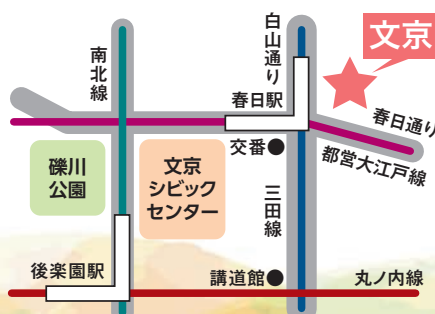 文京
白山通り
南北線
春日駅
春日通り
都営大江戸線
交番
礫川
公園
文京
シビック
センター
三田線
後楽園駅
講道館
丸ノ内線